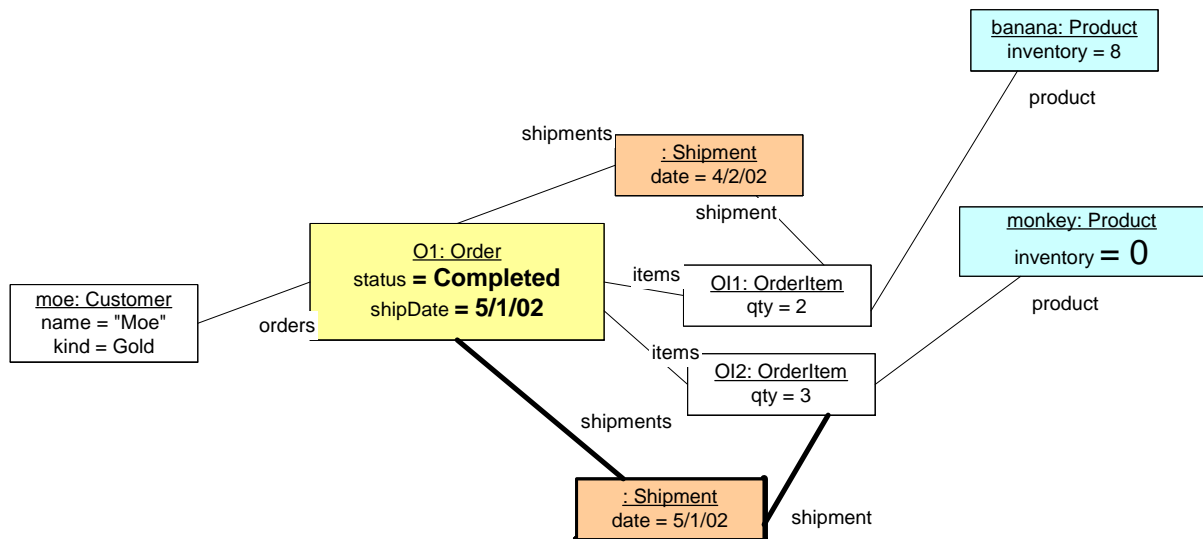 banana: Product
inventory = 8
product
shipments
: Shipment
date = 4/2/02
shipment
monkey: Product
inventory = 0
product
O1: Order
status = Completed
shipDate = 5/1/02
items
OI1: OrderItem
qty = 2
moe: Customer
name = "Moe"
kind = Gold
orders
items
OI2: OrderItem
qty = 3
shipments
: Shipment
date = 5/1/02
shipment